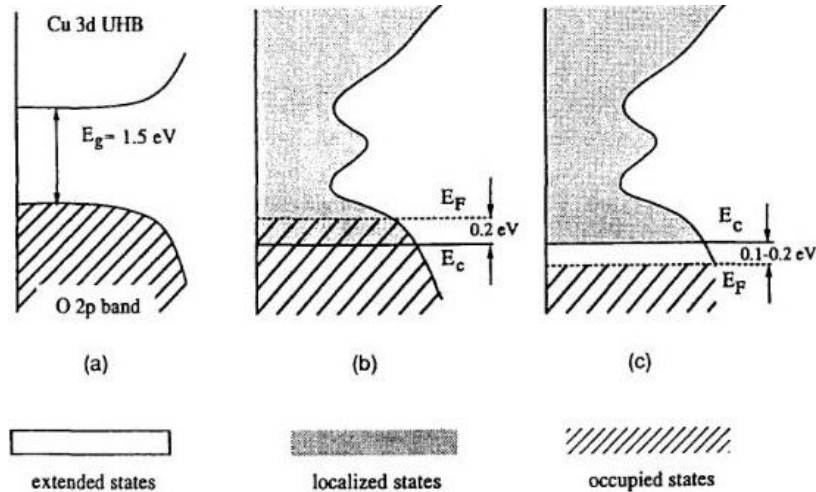 Cu 3d UHB
E_g= 1.5 eV
O 2p band
(a)
E_F
0.2 eV
E_c
(b)
E_c
0.1-0.2 eV
E_F
(c)
extended states
localized states
occupied states